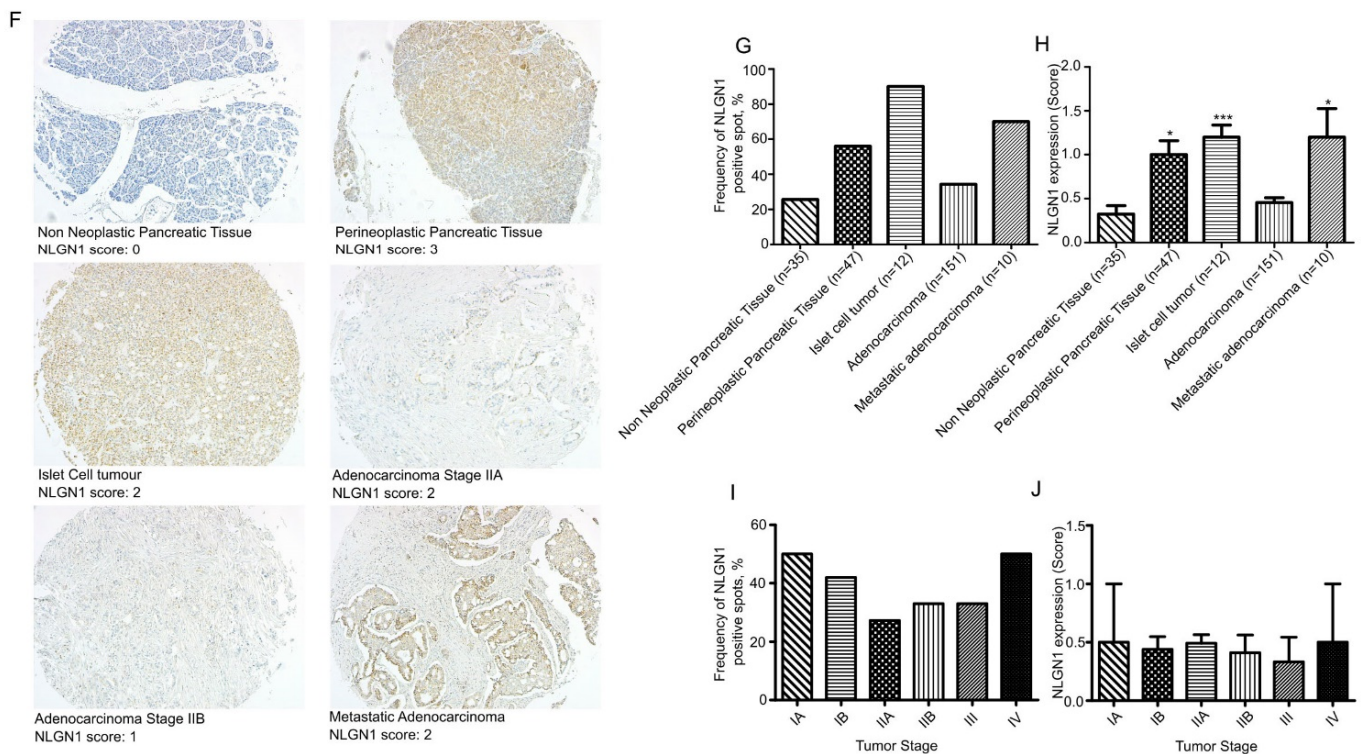 F
Non Neoplastic Pancreatic Tissue
NLGN1 score: 0
Perineoplastic Pancreatic Tissue
NLGN1 score: 3
Islet Cell tumour
NLGN1 score: 2
Adenocarcinoma Stage IIA
NLGN1 score: 2
Adenocarcinoma Stage IIB
NLGN1 score: 1
Metastatic Adenocarcinoma
NLGN1 score: 2
G
Frequency of NLGN1
positive spot, %
100
80
60
40
20
0
Non Neoplastic Pancreatic Tissue (n=35)
Perineoplastic Pancreatic Tissue (n=47)
Islet cell tumor (n=12)
Adenocarcinoma (n=151)
Metastatic adenocarcinoma (n=10)
H
NLGN1 expression (Score)
2.0
1.5
1.0
0.5
0.0
*
***
*
Non Neoplastic Pancreatic Tissue (n=35)
Perineoplastic Pancreatic Tissue (n=47)
Islet cell tumor (n=12)
Adenocarcinoma (n=151)
Metastatic adenocarcinoma (n=10)
I
Frequency of NLGN1
positive spots, %
60
40
20
0
IA
IB
IIA
IIB
III
IV
Tumor Stage
J
NLGN1 expression (Score)
1.5
1.0
0.5
0.0
IA
IB
IIA
IIB
III
IV
Tumor Stage